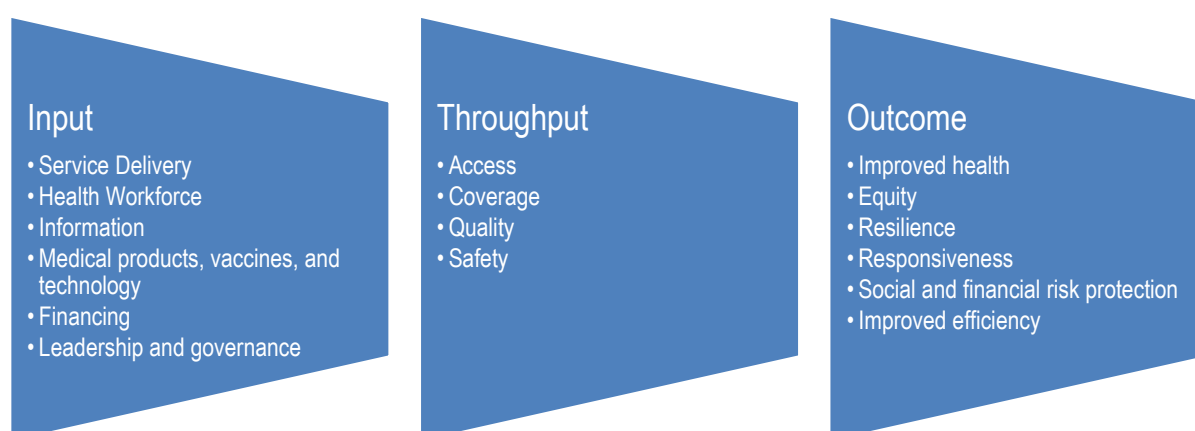 Input
• Service Delivery
• Health Workforce
• Information
• Medical products, vaccines, and
technology
• Financing
• Leadership and governance
Throughput
• Access
• Coverage
• Quality
• Safety
Outcome
• Improved health
• Equity
• Resilience
• Responsiveness
• Social and financial risk protection
• Improved efficiency